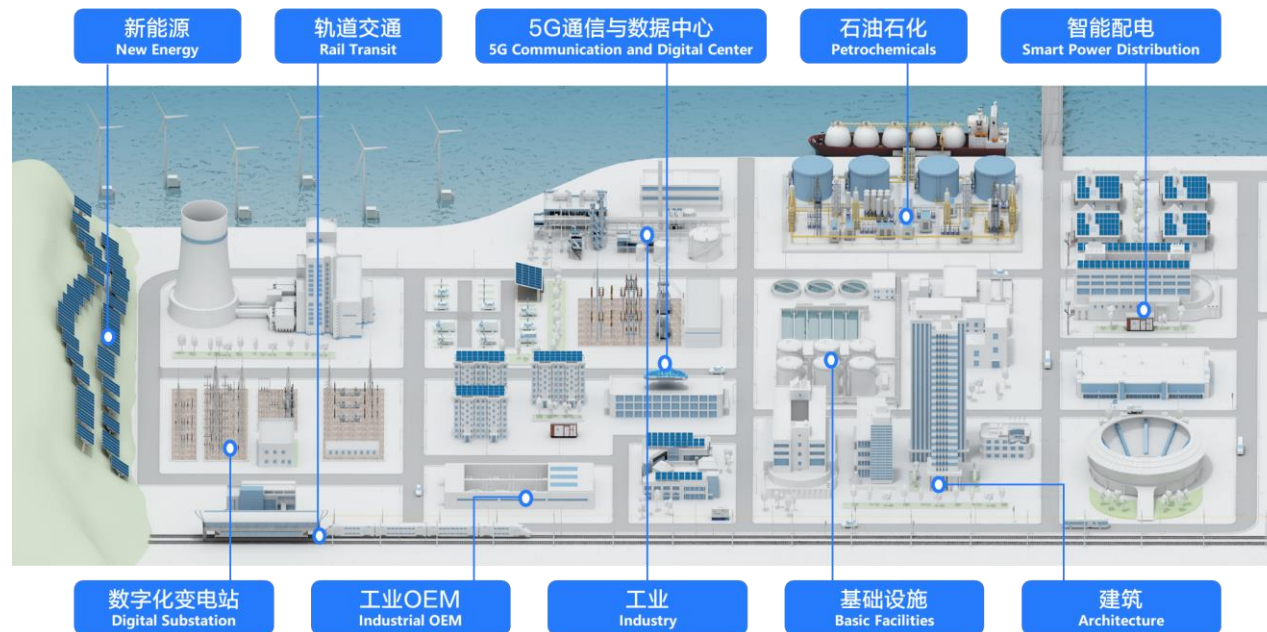 新能源
New Energy
轨道交通
Rail Transit
5G通信与数据中心
5G Communication and Digital Center
石油石化
Petrochemicals
智能配电
Smart Power Distribution
数字化变电站
Digital Substation
工业OEM
Industrial OEM
工业
Industry
基础设施
Basic Facilities
建筑
Architecture